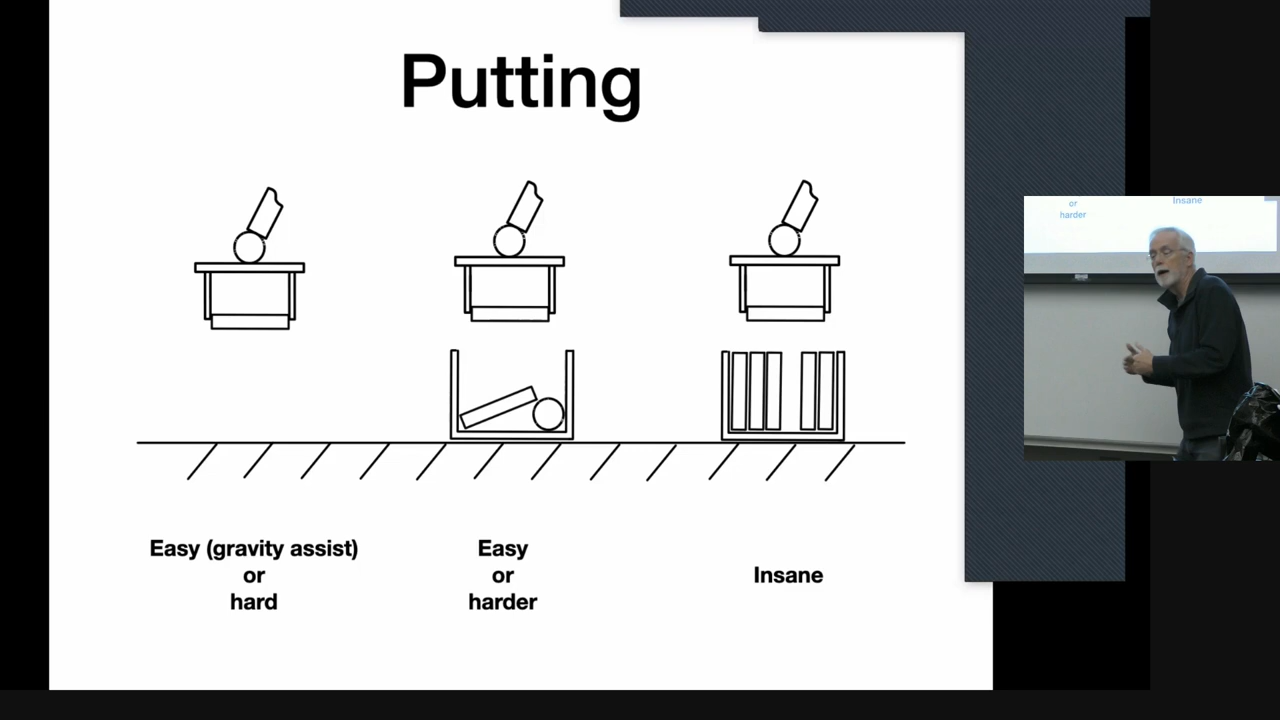 Putting
Easy (gravity assist)
or
hard
Easy
or
harder
Insane
or
harder
Insane